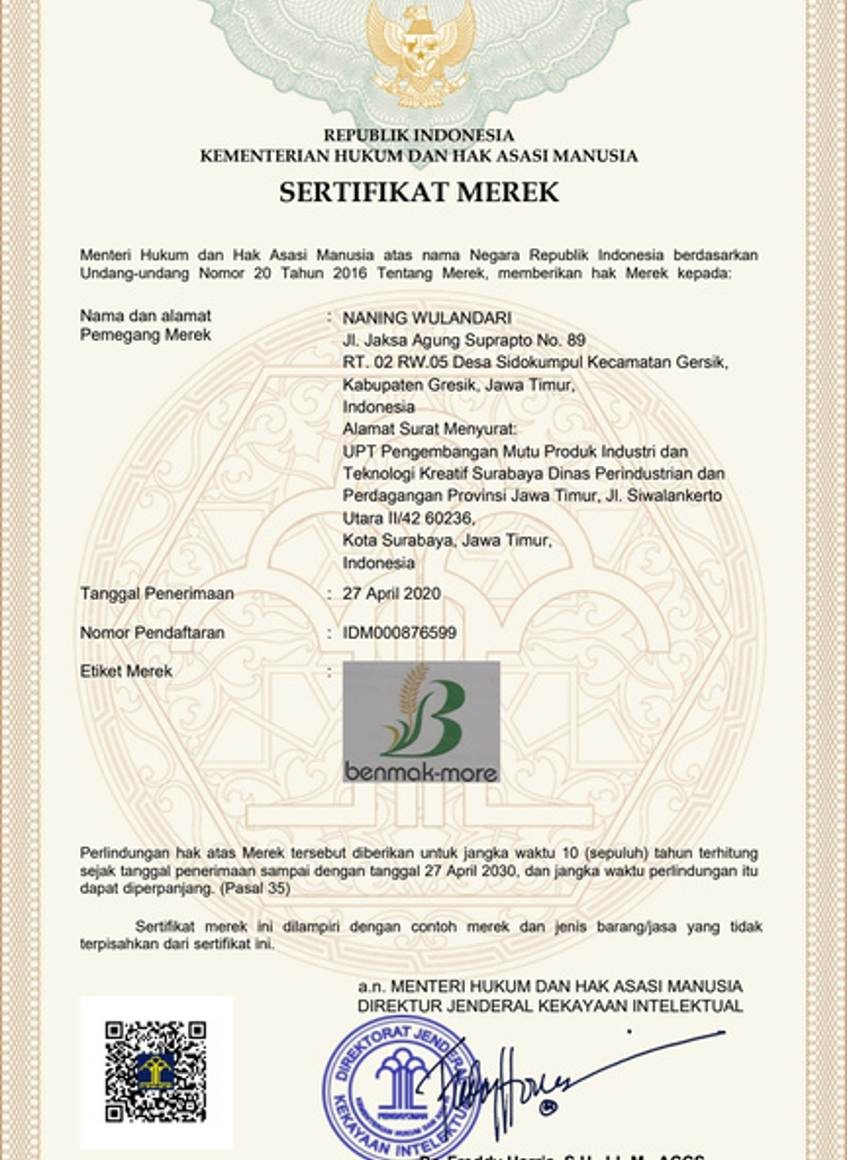 REPUBLIK INDONESIA
KEMENTERIAN HUKUM DAN HAK ASASI MANUSIA
SERTIFIKAT MEREK
Menteri Hukum dan Hak Asasi Manusia atas nama Negara Republik Indonesia berdasarkan
Undang-undang Nomor 20 Tahun 2016 Tentang Merek, memberikan hak Merek kepada:
Nama dan alamat
Pemegang Merek
: NANING WULANDARI
Jl. Jaksa Agung Suprapto No. 89
RT. 02 RW.05 Desa Sidokumpul Kecamatan Gersik,
Kabupaten Gresik, Jawa Timur,
Indonesia
Alamat Surat Menyurat:
UPT Pengembangan Mutu Produk Industri dan
Teknologi Kreatif Surabaya Dinas Perindustrian dan
Perdagangan Provinsi Jawa Timur, Jl. Siwalankerto
Utara II/42 60236,
Kota Surabaya, Jawa Timur,
Indonesia
Tanggal Penerimaan : 27 April 2020
Nomor Pendaftaran : IDM000876599
Etiket Merek :
B
benmak-more
Perlindungan hak atas Merek tersebut diberikan untuk jangka waktu 10 (sepuluh) tahun terhitung
sejak tanggal penerimaan sampai dengan tanggal 27 April 2030, dan jangka waktu perlindungan itu
dapat diperpanjang. (Pasal 35)
Sertifikat merek ini dilampiri dengan contoh merek dan jenis barang/jasa yang tidak
terpisahkan dari sertifikat ini.
a.n. MENTERI HUKUM DAN HAK ASASI MANUSIA
DIREKTUR JENDERAL KEKAYAAN INTELEKTUAL
DIREKTORAT JENDERAL
KEKAYAAN INTELEKTUAL
PENGAYOMAN